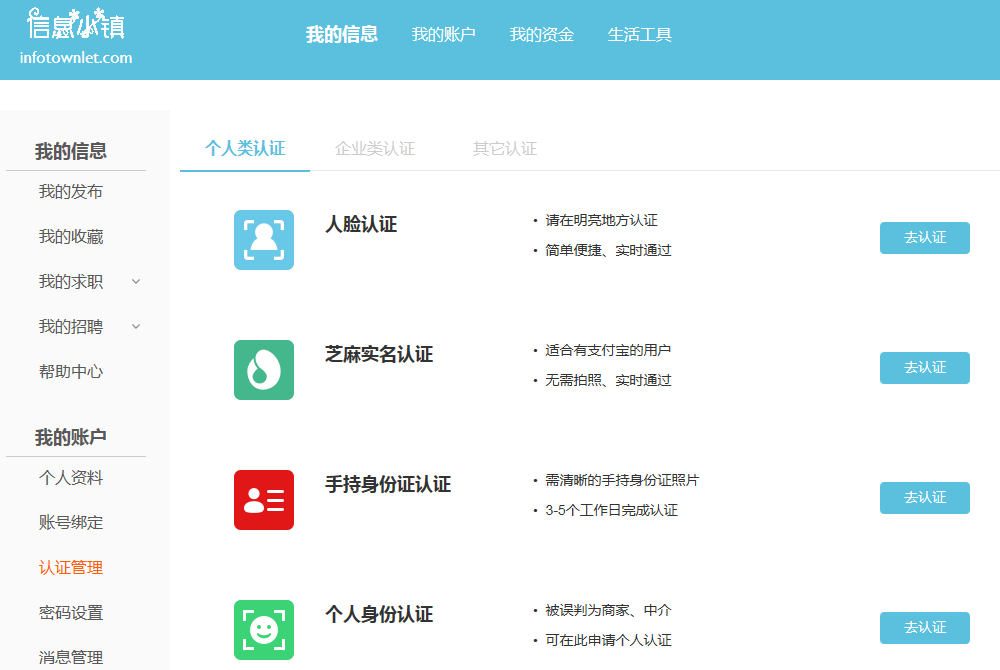 信息小镇
infotownlet.com
我的信息 我的账户 我的资金 生活工具
我的信息
我的发布
我的收藏
我的求职
我的招聘
帮助中心
我的账户
个人资料
账号绑定
认证管理
密码设置
消息管理
个人类认证 企业类认证 其它认证
人脸认证
• 请在明亮地方认证
• 简单便捷、实时通过
去认证
芝麻实名认证
• 适合有支付宝的用户
• 无需拍照、实时通过
去认证
手持身份证认证
• 需清晰的手持身份证照片
• 3-5个工作日完成认证
去认证
个人身份认证
• 被误判为商家、中介
• 可在此申请个人认证
去认证